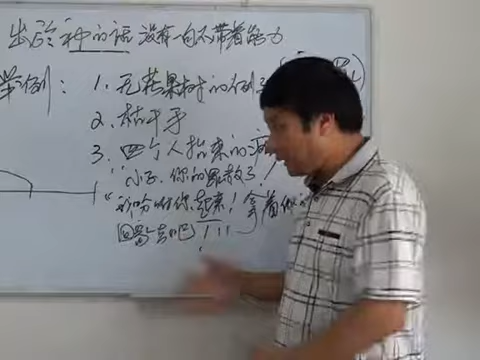 出於神的话没有一句不带着能力
举例：1. 无花果树的例子
2. 枯干手
3. 四个人抬来的
"小子，你的罪赦了
"我吩咐你起来！拿着你
回家去吧！！！